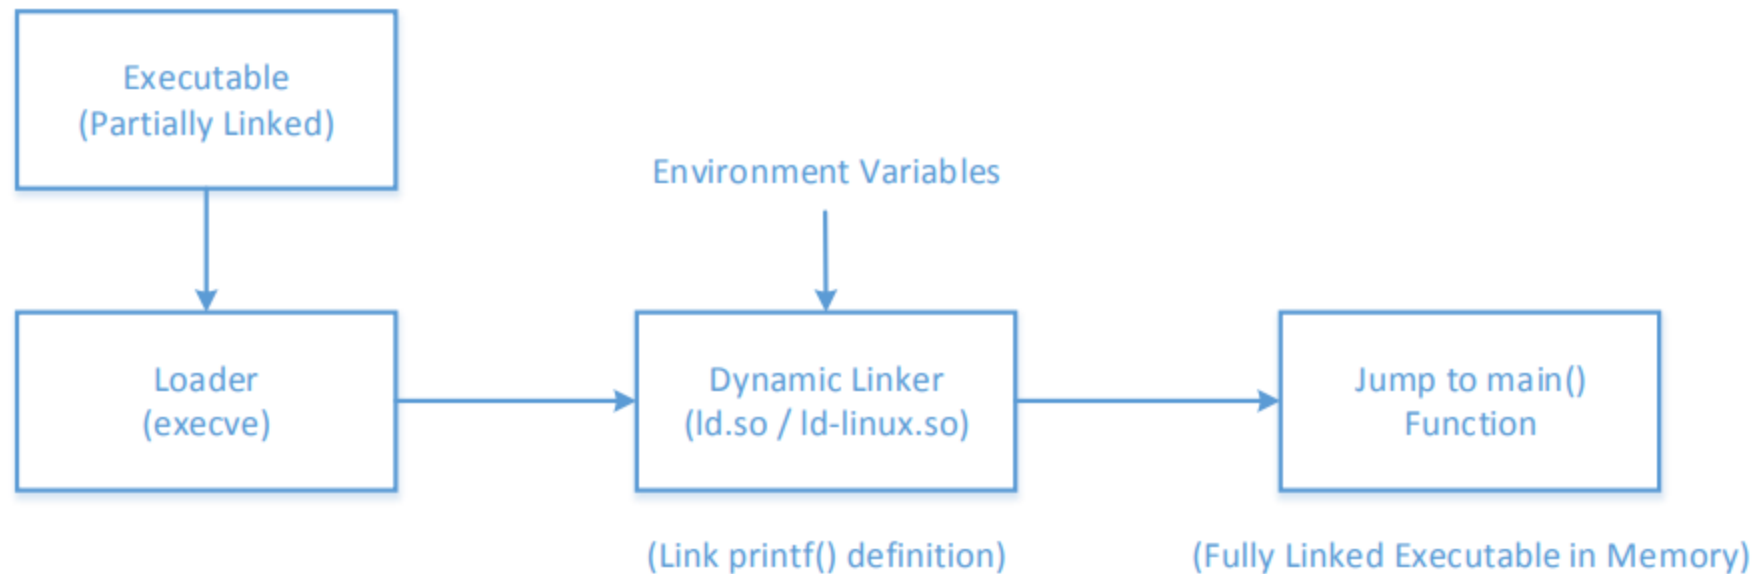 Executable
(Partially Linked)
Environment Variables
Loader
(execve)
Dynamic Linker
(ld.so / ld-linux.so)
Jump to main()
Function
(Link printf() definition)
(Fully Linked Executable in Memory)